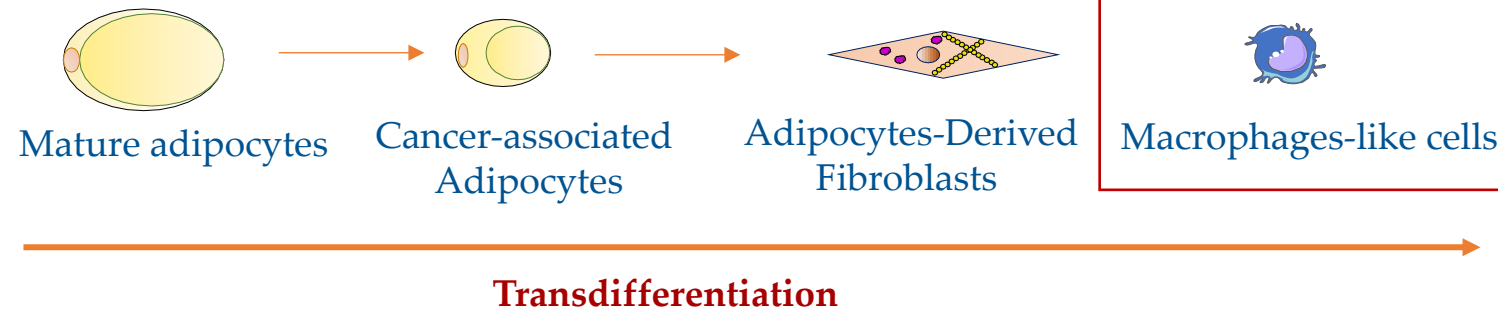 Mature adipocytes
Cancer-associated
Adipocytes
Adipocytes-Derived
Fibroblasts
Macrophages-like cells
Transdifferentiation